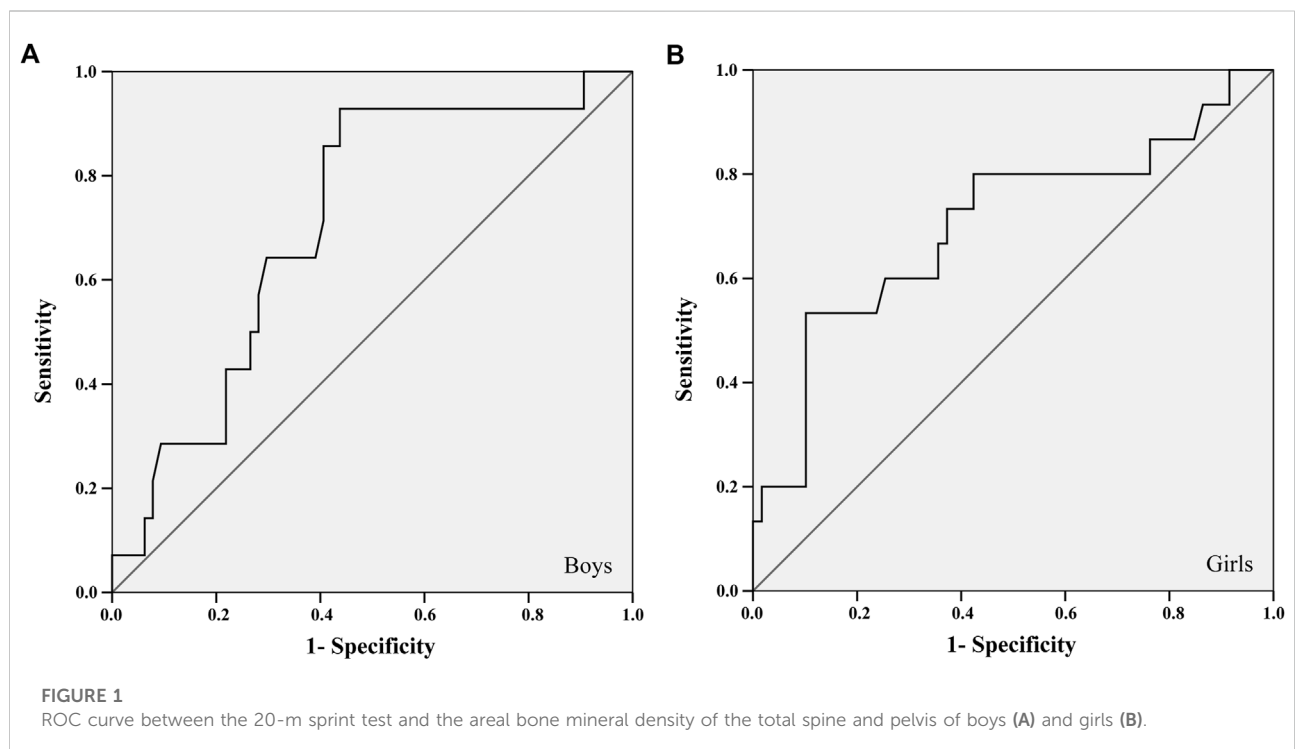 A
B
1.0
0.8
0.6
0.4
0.2
0.0
Sensitivity
Boys
0.0 0.2 0.4 0.6 0.8 1.0
1- Specificity
1.0
0.8
0.6
0.4
0.2
0.0
Sensitivity
Girls
0.0 0.2 0.4 0.6 0.8 1.0
1- Specificity
FIGURE 1
ROC curve between the 20-m sprint test and the areal bone mineral density of the total spine and pelvis of boys (A) and girls (B).